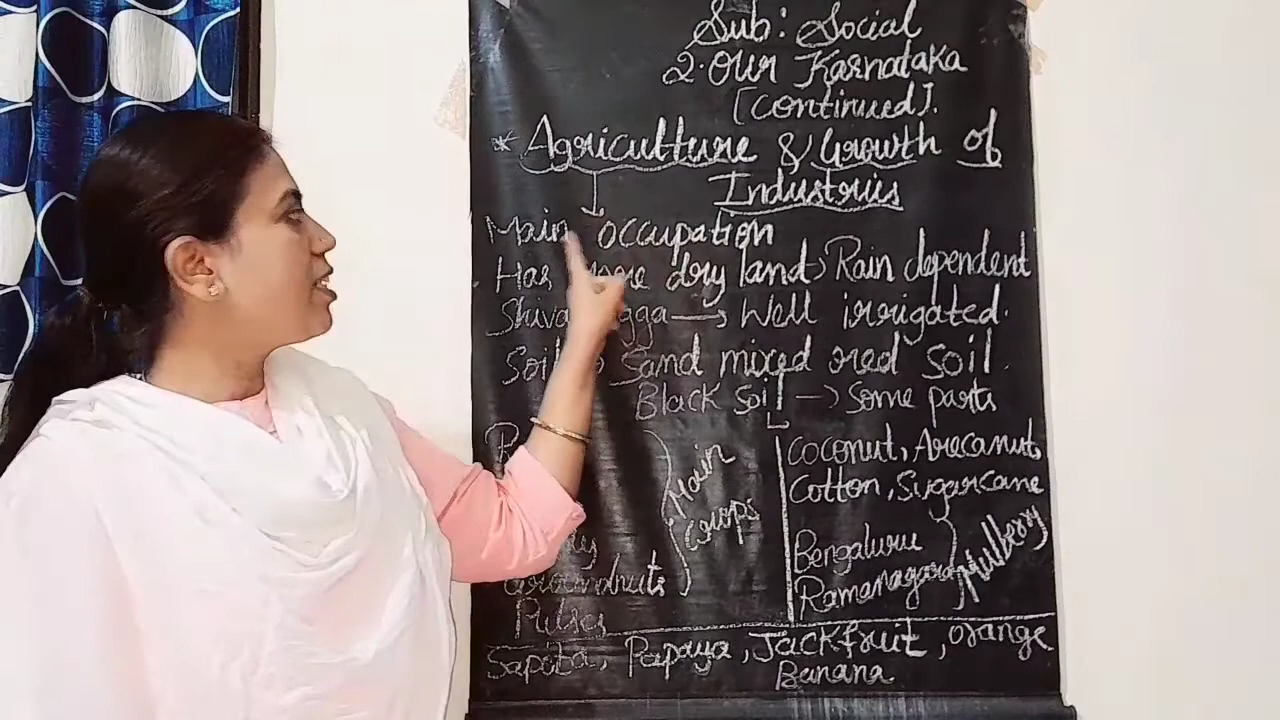 Sub: Social
2. Our Karnataka
[continued].
* Agriculture & Growth of
Industries
Main occupation
Has dry land, Rain dependent
→ Well irrigated.
Soil Sand mixed red soil.
Black soil → Some parts
Main
Crops
Groundnuts
Pulses
Coconut, Arecanut,
Cotton, Sugarcane
Bengaluru
Ramanagara
Mulberry
Sapota, Papaya, Jackfruit, orange
Banana